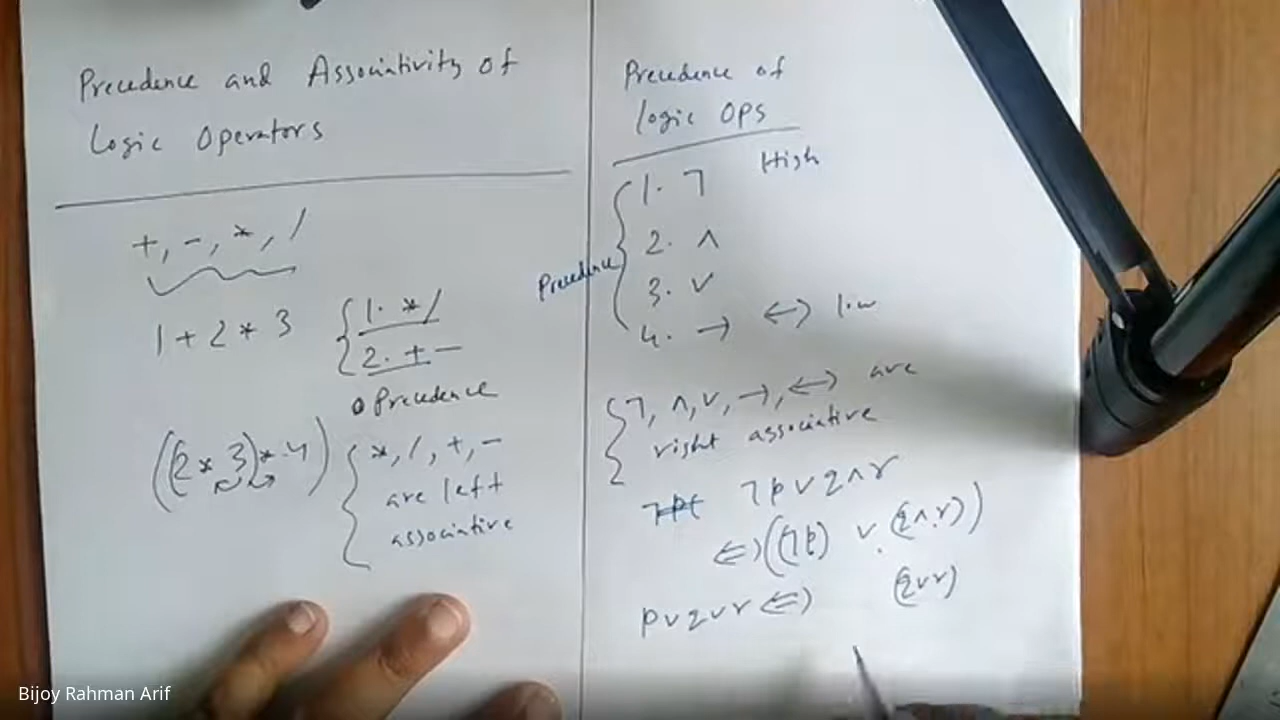 Precedence and Associativity of
Logic Operators
+, -, *, /
1 + 2 * 3
1. * /
2. + -
Precedence
((2 * 3) * 4)
*, /, +, -
are left
associative
Precedence of
logic OPS
High
1. ¬
2. ∧
3. ∨
4. → ↔ low
Precedence
¬, ∧, ∨, →, ↔ are
right associative
¬p ∨ q ∧ r
⇔ ((¬p) ∨ (q ∧ r))
p ∨ q ∨ r ⇔ (q ∨ r)
Bijoy Rahman Arif